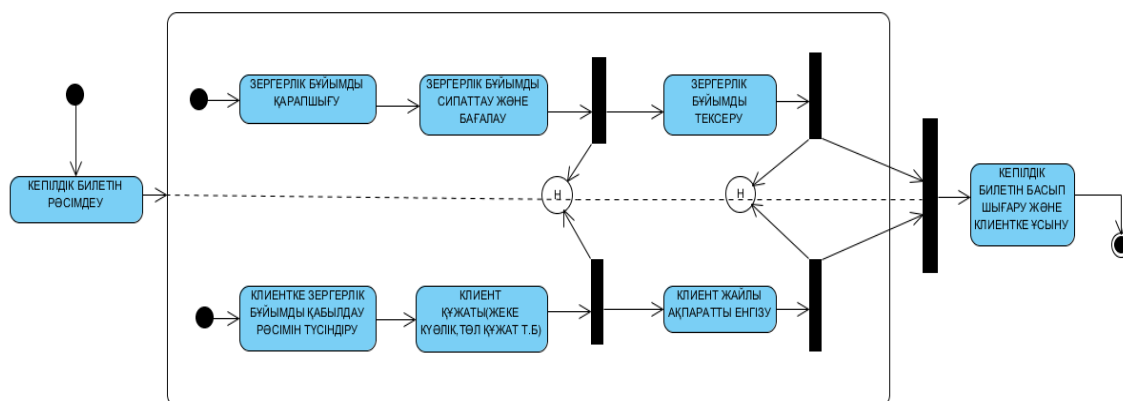 ЗЕРГЕРЛІК БҰЙЫМДЫ
ҚАРАПШЫҒУ
ЗЕРГЕРЛІК БҰЙЫМДЫ
СИПАТТАУ ЖӘНЕ
БАҒАЛАУ
ЗЕРГЕРЛІК
БҰЙЫМДЫ
ТЕКСЕРУ
КЕПІЛДІК БИЛЕТІН
РӘСІМДЕУ
H
H
КЕПІЛДІК
БИЛЕТІН БАСЫП
ШЫҒАРУ ЖӘНЕ
КЛИЕНТКЕ ҰСЫНУ
КЛИЕНТКЕ ЗЕРГЕРЛІК
БҰЙЫМДЫ ҚАБЫЛДАУ
РӘСІМІН ТҮСІНДІРУ
КЛИЕНТ
ҚҰЖАТЫ(ЖЕКЕ
КУӘЛІК,ТӨЛ ҚҰЖАТ Т.Б)
КЛИЕНТ ЖАЙЛЫ
АҚПАРАТТЫ ЕНГІЗУ